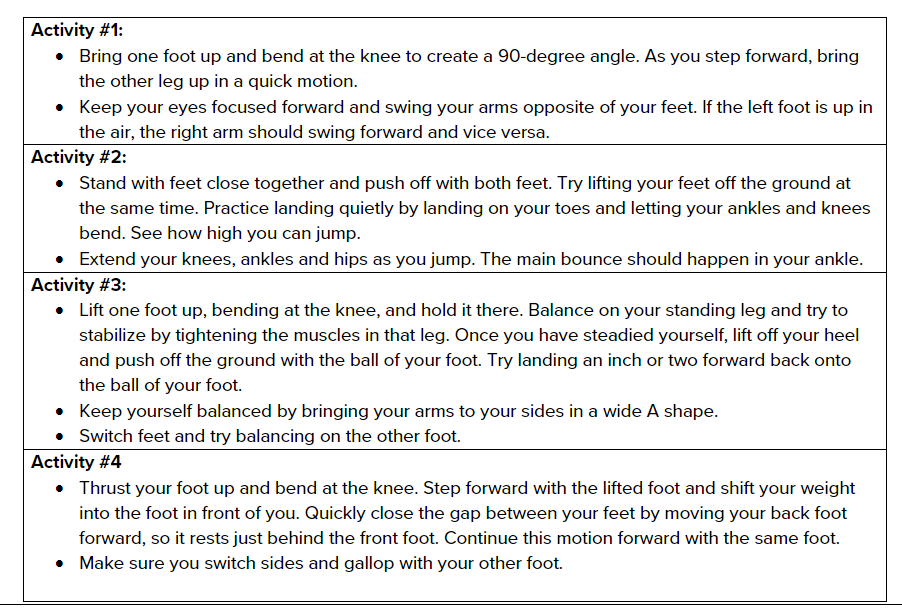 Activity #1:
• Bring one foot up and bend at the knee to create a 90-degree angle. As you step forward, bring
the other leg up in a quick motion.
• Keep your eyes focused forward and swing your arms opposite of your feet. If the left foot is up in
the air, the right arm should swing forward and vice versa.
Activity #2:
• Stand with feet close together and push off with both feet. Try lifting your feet off the ground at
the same time. Practice landing quietly by landing on your toes and letting your ankles and knees
bend. See how high you can jump.
• Extend your knees, ankles and hips as you jump. The main bounce should happen in your ankle.
Activity #3:
• Lift one foot up, bending at the knee, and hold it there. Balance on your standing leg and try to
stabilize by tightening the muscles in that leg. Once you have steadied yourself, lift off your heel
and push off the ground with the ball of your foot. Try landing an inch or two forward back onto
the ball of your foot.
• Keep yourself balanced by bringing your arms to your sides in a wide A shape.
• Switch feet and try balancing on the other foot.
Activity #4
• Thrust your foot up and bend at the knee. Step forward with the lifted foot and shift your weight
into the foot in front of you. Quickly close the gap between your feet by moving your back foot
forward, so it rests just behind the front foot. Continue this motion forward with the same foot.
• Make sure you switch sides and gallop with your other foot.